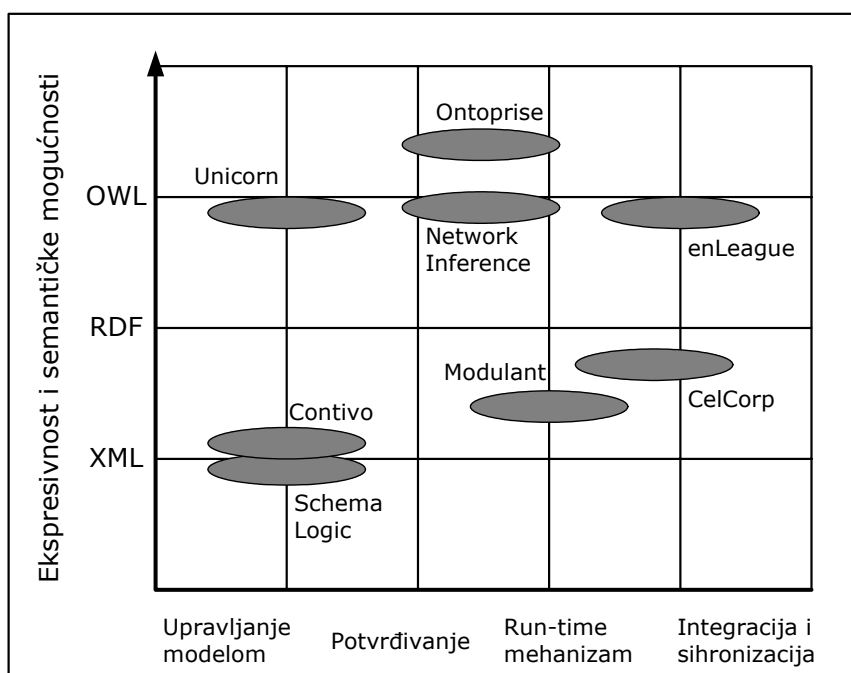 Ekspresivnost i semantičke mogućnosti
Ontoprise
Unicorn
OWL
Network
Inference
enLeague
RDF
Modulant
CelCorp
Contivo
XML
Schema
Logic
Upravljanje
modelom
Potvrđivanje
Run-time
mehanizam
Integracija i
sihronizacija